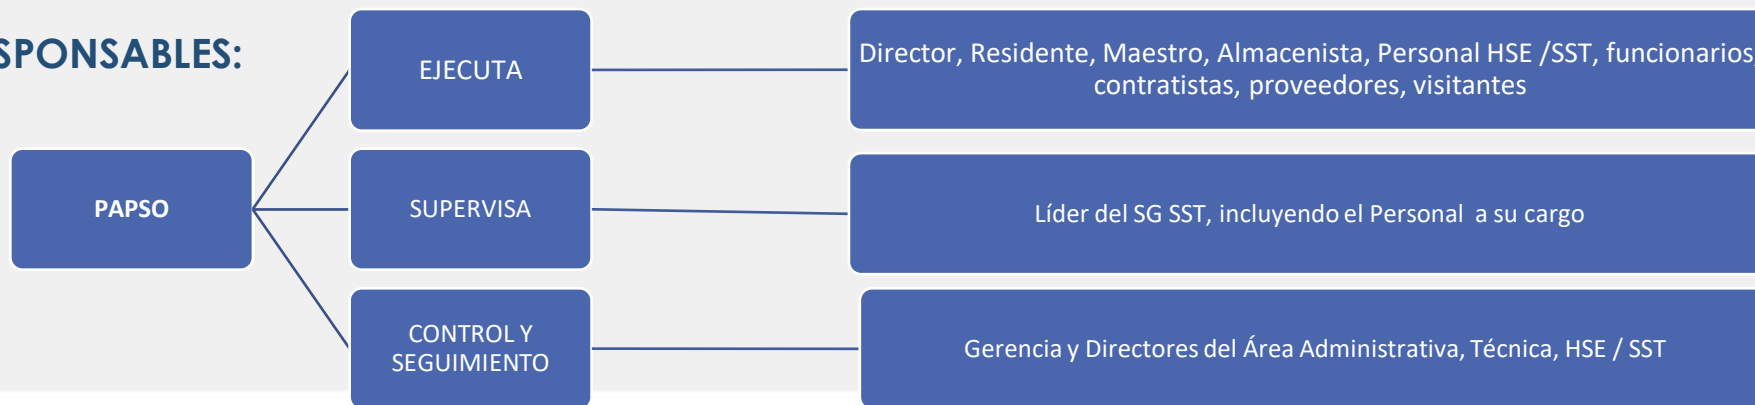 SPONSABLES:
PAPSO
EJECUTA
Director, Residente, Maestro, Almacenista, Personal HSE /SST, funcionarios,
contratistas, proveedores, visitantes
SUPERVISA
Líder del SG SST, incluyendo el Personal a su cargo
CONTROL Y
SEGUIMIENTO
Gerencia y Directores del Área Administrativa, Técnica, HSE / SST